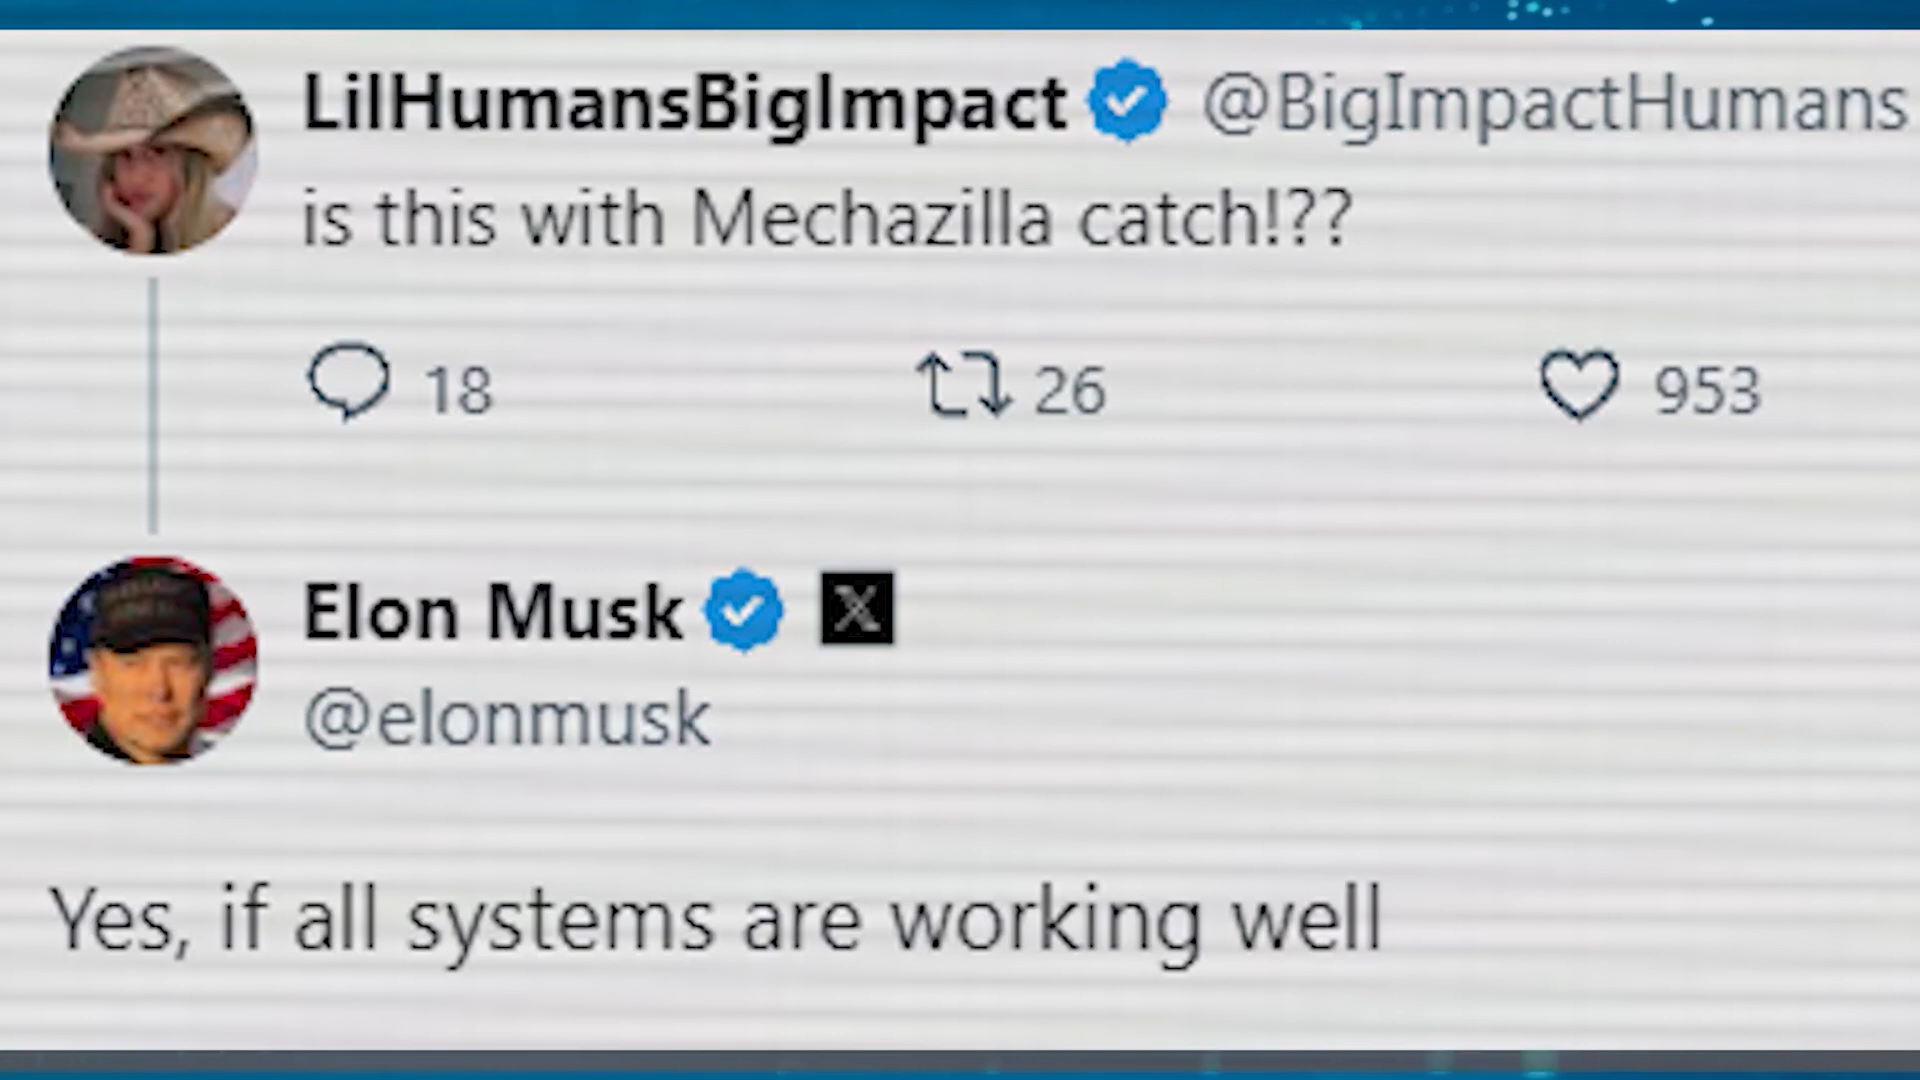 LilHumansBigImpact @BigImpactHumans
is this with Mechazilla catch!??
18 26 953
Elon Musk X
@elonmusk
Yes, if all systems are working well